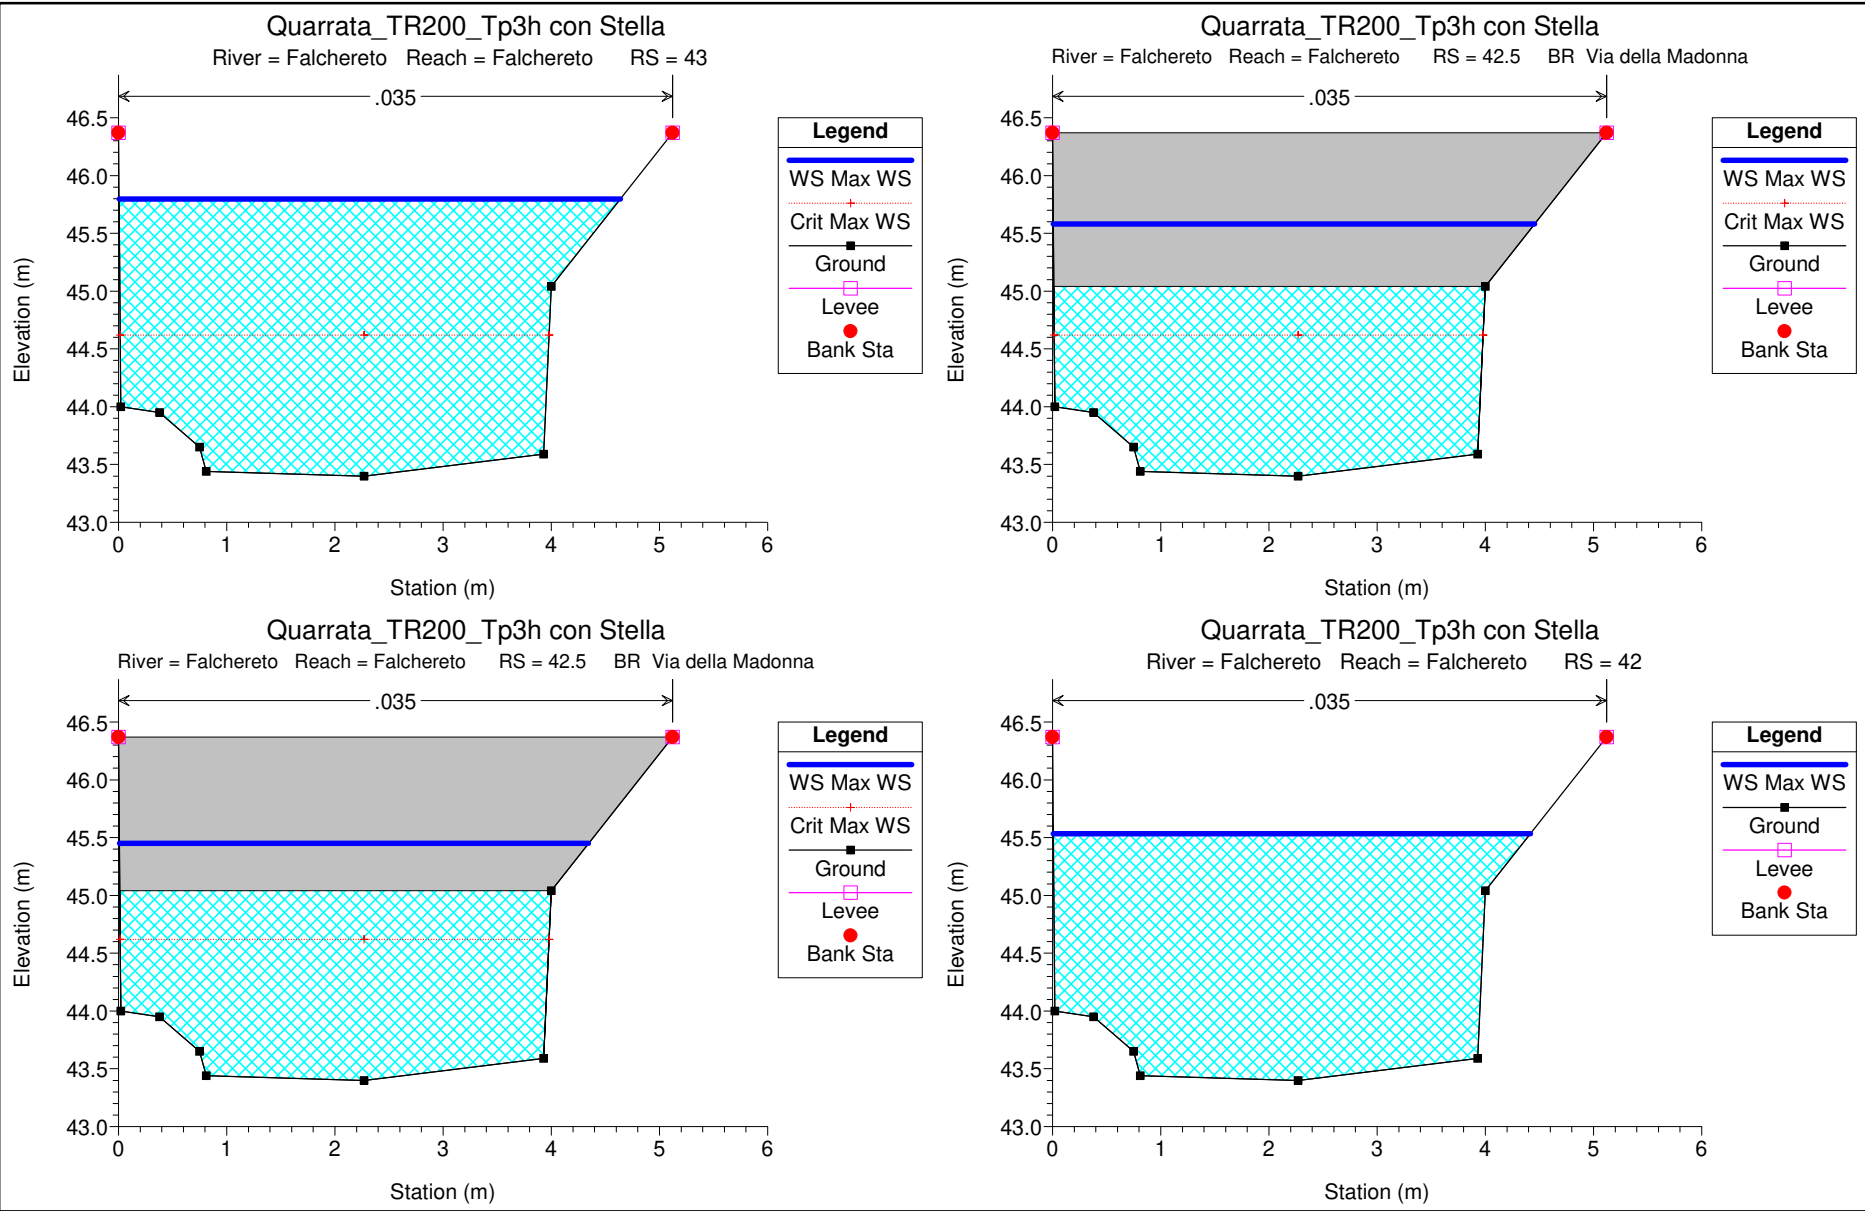 Quarrata_TR200_Tp3h con Stella
River = Falchereto Reach = Falchereto RS = 43
.035
46.5
46.0
45.5
45.0
44.5
44.0
43.5
43.0
0 1 2 3 4 5 6
Station (m)
Elevation (m)
Legend
WS Max WS
Crit Max WS
Ground
Levee
Bank Sta
Quarrata_TR200_Tp3h con Stella
River = Falchereto Reach = Falchereto RS = 42.5 BR Via della Madonna
.035
46.5
46.0
45.5
45.0
44.5
44.0
43.5
43.0
0 1 2 3 4 5 6
Station (m)
Elevation (m)
Legend
WS Max WS
Crit Max WS
Ground
Levee
Bank Sta
Quarrata_TR200_Tp3h con Stella
River = Falchereto Reach = Falchereto RS = 42.5 BR Via della Madonna
.035
46.5
46.0
45.5
45.0
44.5
44.0
43.5
43.0
0 1 2 3 4 5 6
Station (m)
Elevation (m)
Legend
WS Max WS
Crit Max WS
Ground
Levee
Bank Sta
Quarrata_TR200_Tp3h con Stella
River = Falchereto Reach = Falchereto RS = 42
.035
46.5
46.0
45.5
45.0
44.5
44.0
43.5
43.0
0 1 2 3 4 5 6
Station (m)
Elevation (m)
Legend
WS Max WS
Ground
Levee
Bank Sta